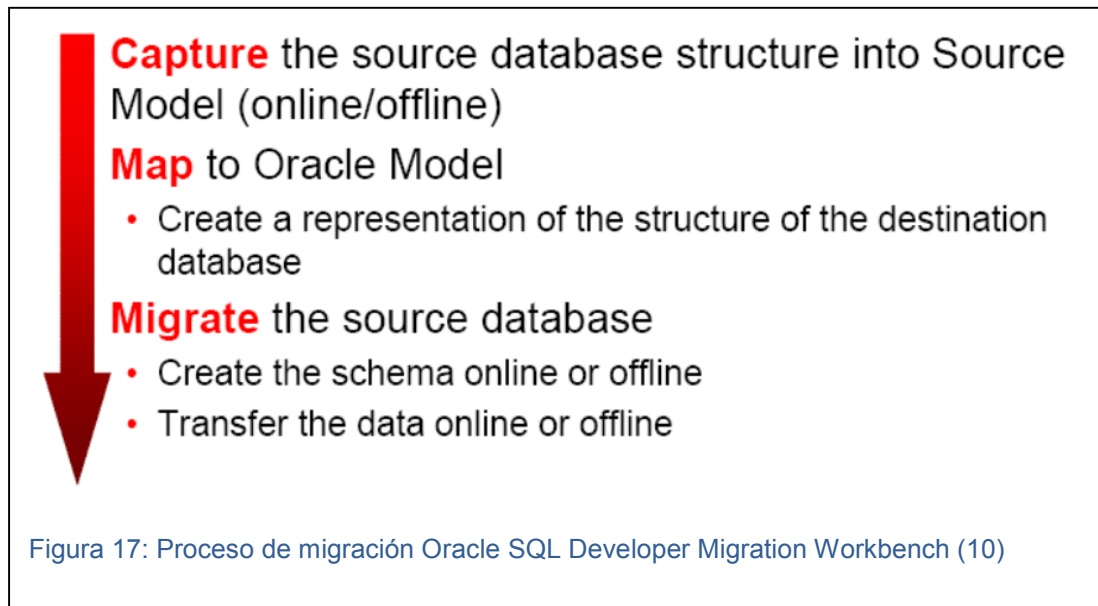 Capture the source database structure into Source
Model (online/offline)
Map to Oracle Model
• Create a representation of the structure of the destination
database
Migrate the source database
• Create the schema online or offline
• Transfer the data online or offline
Figura 17: Proceso de migración Oracle SQL Developer Migration Workbench (10)